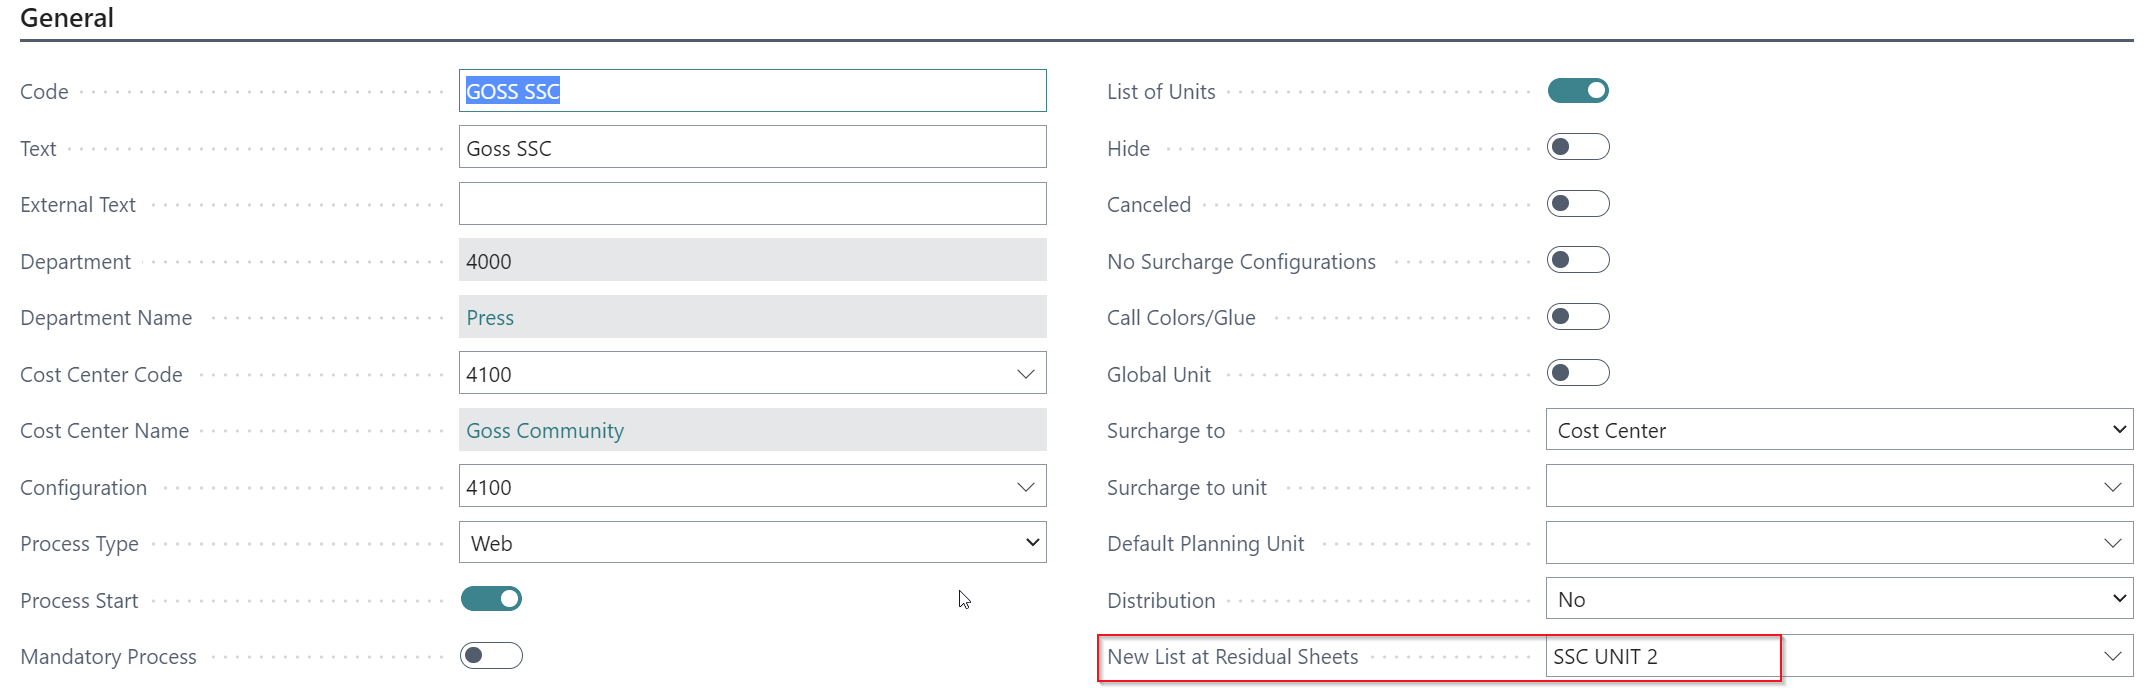 General
Code GOSS SSC
Text Goss SSC
External Text
Department 4000
Department Name Press
Cost Center Code 4100
Cost Center Name Goss Community
Configuration 4100
Process Type Web
Process Start
Mandatory Process
List of Units
Hide
Canceled
No Surcharge Configurations
Call Colors/Glue
Global Unit
Surcharge to Cost Center
Surcharge to unit
Default Planning Unit
Distribution No
New List at Residual Sheets SSC UNIT 2